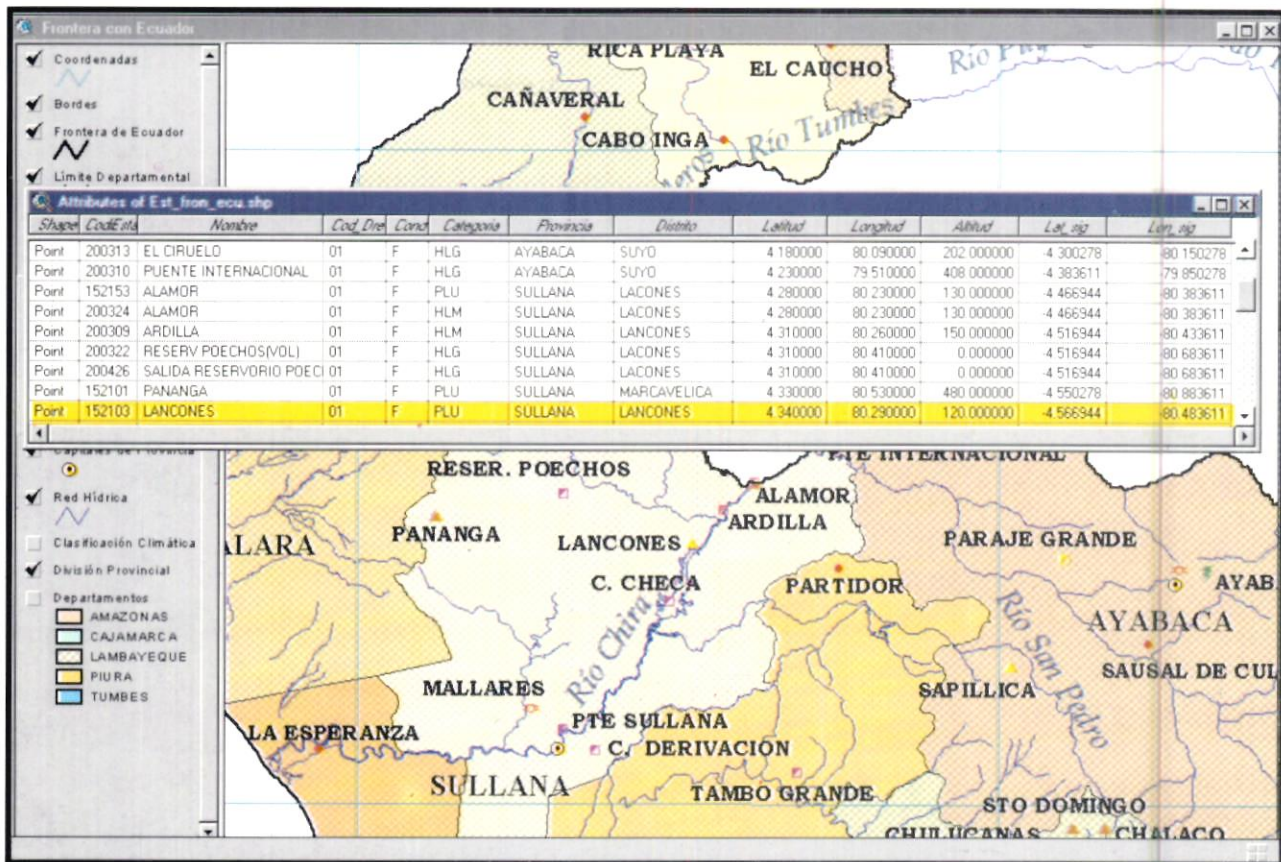 Frontera con Ecuador
Coordenadas
Bordes
Frontera de Ecuador
Límite Departamental
RICA PLAYA
EL CAUCHO
CAÑAVERAL
CABO INGA
Río Tumbes
Attributes of Est_fron_ecu.shp
Shape CodEsta Nombre Cod_Dre Cond Categoria Provincia Distrito Latitud Longitud Altitud Lat_sig Lon_sig
Point 200313 EL CIRUELO 01 F HLG AYABACA SUYO 4.180000 80.090000 202.000000 -4.300278 -80.150278
Point 200310 PUENTE INTERNACIONAL 01 F HLG AYABACA SUYO 4.230000 79.510000 408.000000 -4.383611 -79.850278
Point 152153 ALAMOR 01 F PLU SULLANA LACONES 4.280000 80.230000 130.000000 -4.466944 -80.383611
Point 200324 ALAMOR 01 F HLM SULLANA LACONES 4.280000 80.230000 130.000000 -4.466944 -80.383611
Point 200309 ARDILLA 01 F HLM SULLANA LANCONES 4.310000 80.260000 150.000000 -4.516944 -80.433611
Point 200322 RESERV POECHOS(VOL) 01 F HLG SULLANA LACONES 4.310000 80.410000 0.000000 -4.516944 -80.683611
Point 200426 SALIDA RESERVORIO POEC 01 F HLG SULLANA LACONES 4.310000 80.410000 0.000000 -4.516944 -80.683611
Point 152101 PANANGA 01 F PLU SULLANA MARCAVELICA 4.330000 80.530000 480.000000 -4.550278 -80.883611
Point 152103 LANCONES 01 F PLU SULLANA LANCONES 4.340000 80.290000 120.000000 -4.566944 -80.483611
Capitales de Provincia
Red Hídrica
Clasificación Climática
División Provincial
Departamentos
AMAZONAS
CAJAMARCA
LAMBAYEQUE
PIURA
TUMBES
RESER. POECHOS
PTE INTERNACIONAL
ALAMOR
ARDILLA
PANANGA
ALARA
LANCONES
PARAJE GRANDE
C. CHECA
PARTIDOR
AYAB
Río Chira
Río San Pedro
AYABACA
SAUSAL DE CUL
MALLARES
SAPILLICA
LA ESPERANZA
PTE SULLANA
C. DERIVACIÓN
SULLANA
TAMBO GRANDE
STO DOMINGO
CHULUCANAS
CHALACO